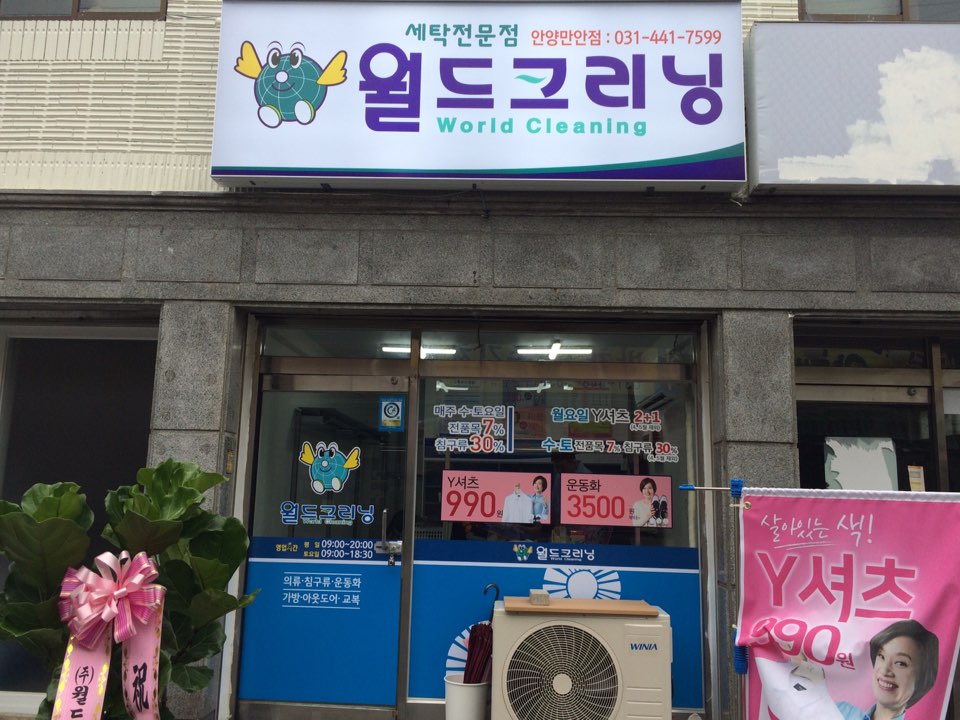 세탁전문점 안양만안점 : 031-441-7599
월드크리닝
World Cleaning
매주 수·토요일
전품목 7%
침구류 30%
월요일 Y셔츠 2+1
수·토 전품목 7% 침구류 30%
Y셔츠
990원
운동화
3500원
월드크리닝
World Cleaning
영업시간 평 일 09:00~20:00
토요일 09:00~18:30
의류·침구류·운동화
가방·아웃도어·교복
월드크리닝
World Cleaning
WINIA
살아있는 색!
Y셔츠
990원
(주)월드
祝